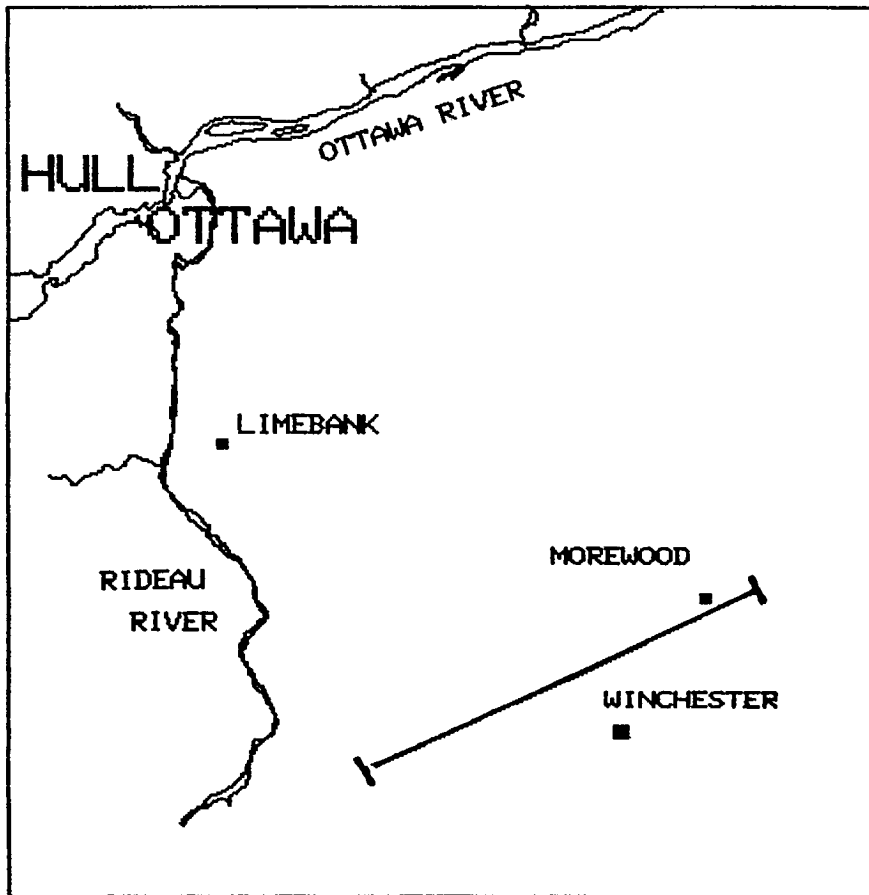 OTTAWA RIVER
HULL
OTTAWA
LIMEBANK
MOREWOOD
RIDEAU
RIVER
WINCHESTER